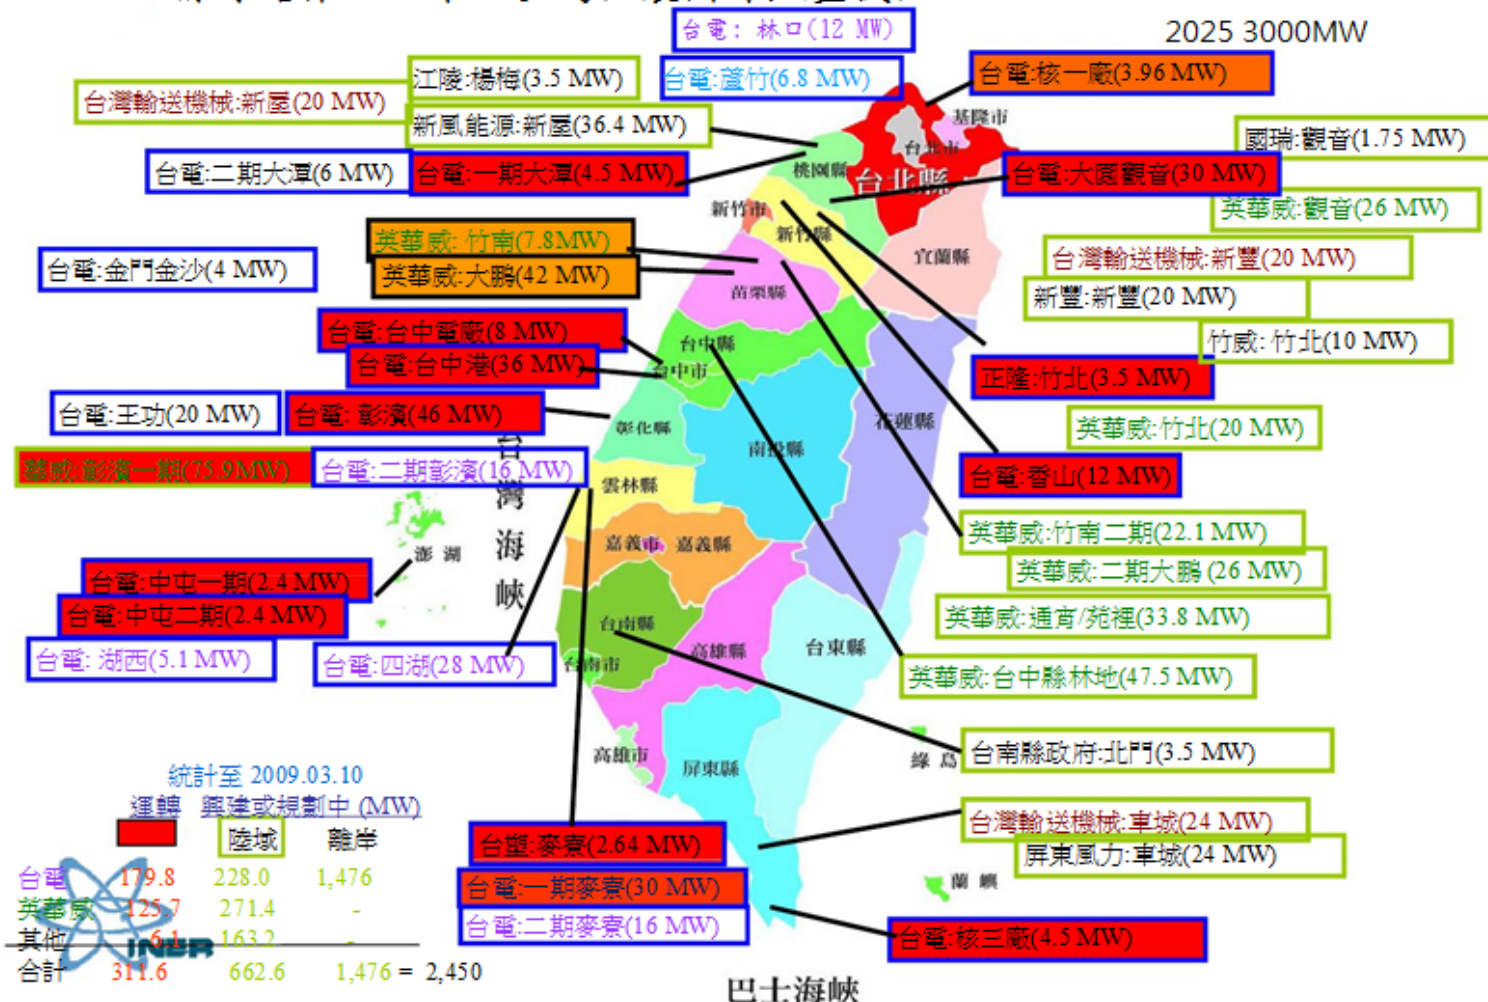 台電: 林口(12 MW)
2025 3000MW
江陵:楊梅(3.5 MW)
台電:蘆竹(6.8 MW)
台電:核一廠(3.96 MW)
台灣輸送機械:新屋(20 MW)
新風能源:新屋(36.4 MW)
基隆市
國瑞:觀音(1.75 MW)
台北市
台電:二期大潭(6 MW)
台電:一期大潭(4.5 MW)
桃園縣
台北縣
台電:大園觀音(30 MW)
新竹市
英華威:觀音(26 MW)
英華威: 竹南(7.8MW)
新竹縣
宜蘭縣
台灣輸送機械:新豐(20 MW)
台電:金門金沙(4 MW)
英華威:大鵬(42 MW)
苗栗縣
新豐:新豐(20 MW)
台電:台中電廠(8 MW)
台中縣
竹威: 竹北(10 MW)
台電:台中港(36 MW)
台中市
正隆:竹北(3.5 MW)
台電:王功(20 MW)
台電: 彰濱(46 MW)
彰化縣
花蓮縣
英華威:竹北(20 MW)
南投縣
華威:彰濱一期(75.9MW)
台電:二期彰濱(16 MW)
台電:香山(12 MW)
雲林縣
台灣海峽
英華威:竹南二期(22.1 MW)
嘉義市
嘉義縣
澎湖
台電:中屯一期(2.4 MW)
英華威:二期大鵬 (26 MW)
台電:中屯二期(2.4 MW)
台南縣
英華威:通宵/苑裡(33.8 MW)
台電: 湖西(5.1 MW)
台電:四湖(28 MW)
台南市
高雄縣
台東縣
英華威:台中縣林地(47.5 MW)
高雄市
屏東縣
綠島
台南縣政府:北門(3.5 MW)
統計至 2009.03.10
運轉 興建或規劃中 (MW)
陸域 離岸
台灣輸送機械:車城(24 MW)
台塑:麥寮(2.64 MW)
屏東風力:車城(24 MW)
台電 179.8 228.0 1,476
台電:一期麥寮(30 MW)
蘭嶼
英華威 125.7 271.4 -
台電:二期麥寮(16 MW)
其他 6.1 163.2 -
INER
台電:核三廠(4.5 MW)
合計 311.6 662.6 1,476 = 2,450
巴士海峽